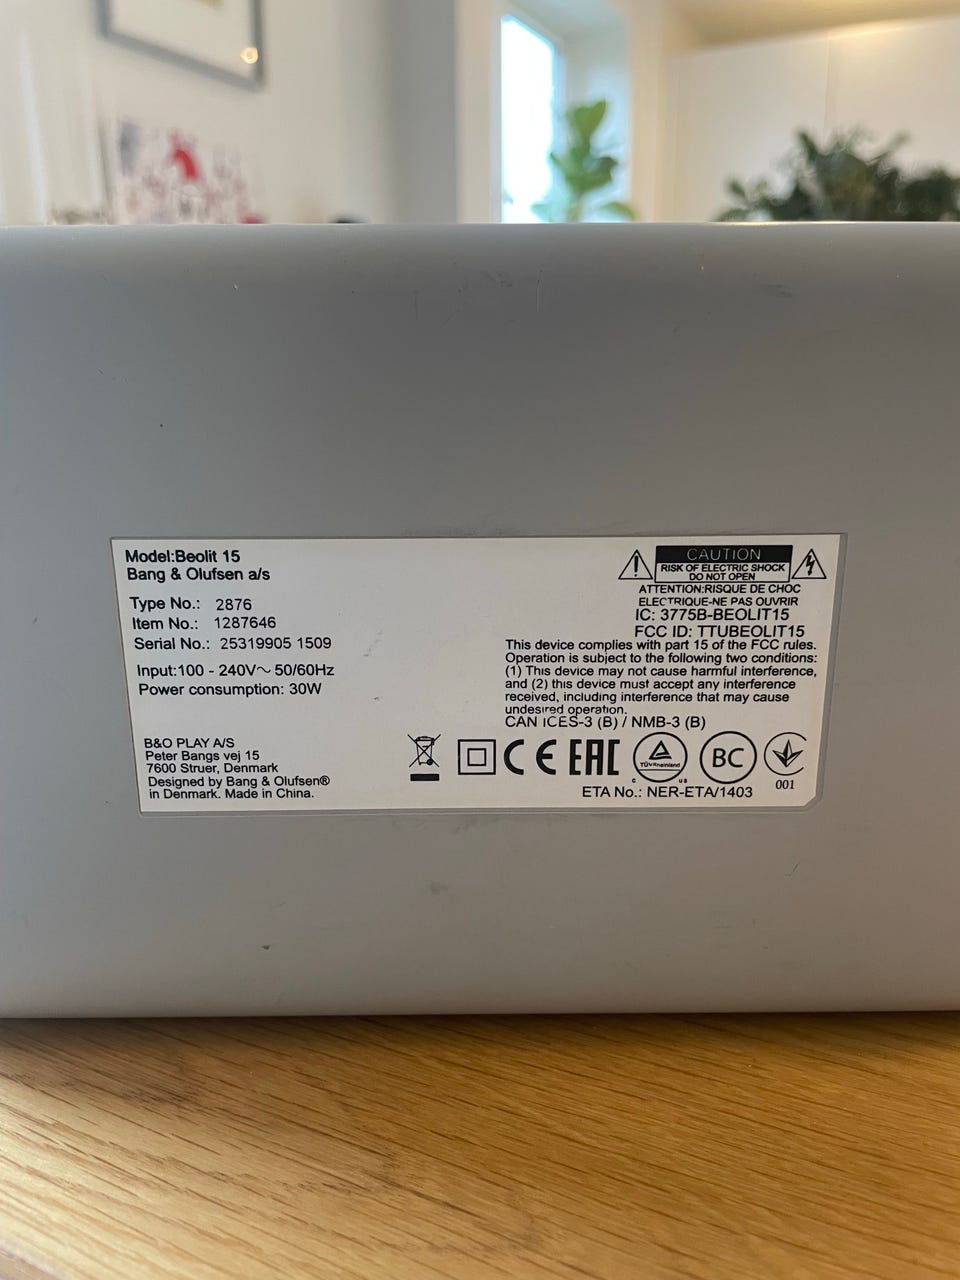 Model:Beolit 15
Bang & Olufsen a/s
Type No.: 2876
Item No.: 1287646
Serial No.: 25319905 1509
Input:100 - 240V～ 50/60Hz
Power consumption: 30W
B&O PLAY A/S
Peter Bangs vej 15
7600 Struer, Denmark
Designed by Bang & Olufsen®
in Denmark. Made in China.
CAUTION
RISK OF ELECTRIC SHOCK
DO NOT OPEN
ATTENTION:RISQUE DE CHOC
ELECTRIQUE-NE PAS OUVRIR
IC: 3775B-BEOLIT15
FCC ID: TTUBEOLIT15
This device complies with part 15 of the FCC rules.
Operation is subject to the following two conditions:
(1) This device may not cause harmful interference,
and (2) this device must accept any interference
received, including interference that may cause
undesired operation.
CAN ICES-3 (B) / NMB-3 (B)
CE EAC
TÜVRheinland
C US
BC
001
ETA No.: NER-ETA/1403